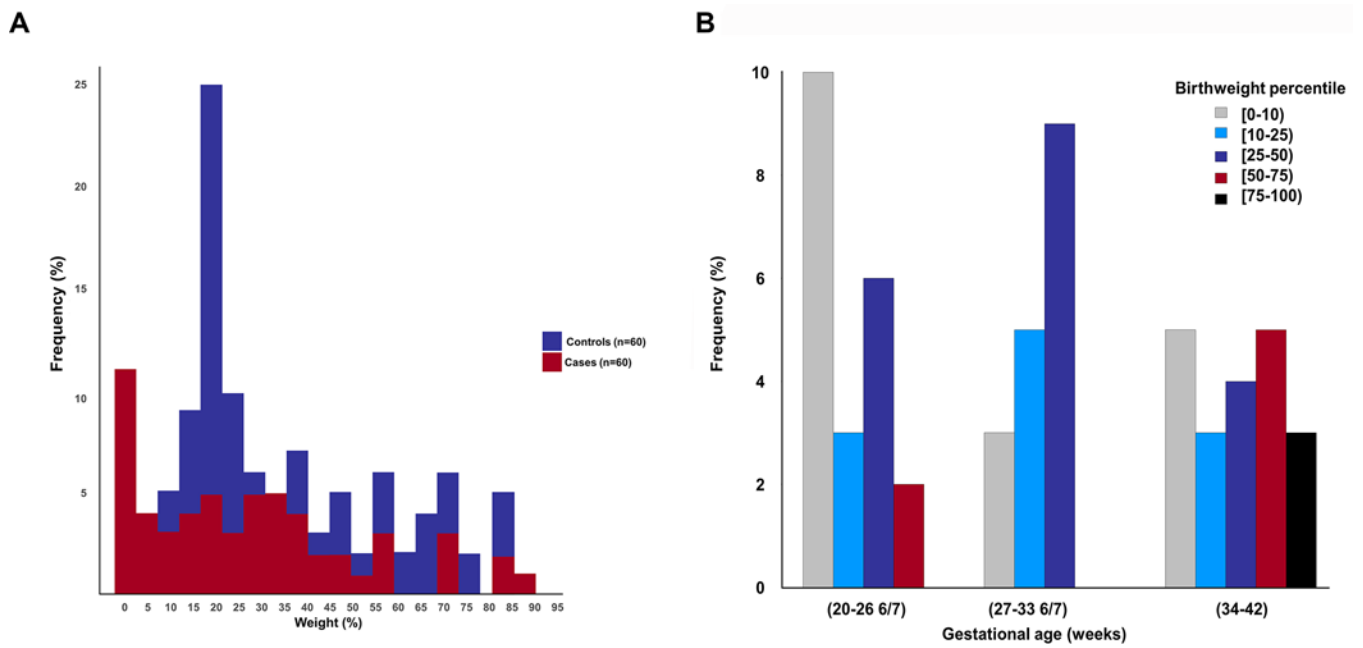 A
25
20
15
10
5
Frequency (%)
Controls (n=60)
Cases (n=60)
0 5 10 15 20 25 30 35 40 45 50 55 60 65 70 75 80 85 90 95
Weight (%)
B
10
8
6
4
2
0
Frequency (%)
Birthweight percentile
[0-10)
[10-25)
[25-50)
[50-75)
[75-100)
(20-26 6/7) (27-33 6/7) (34-42)
Gestational age (weeks)